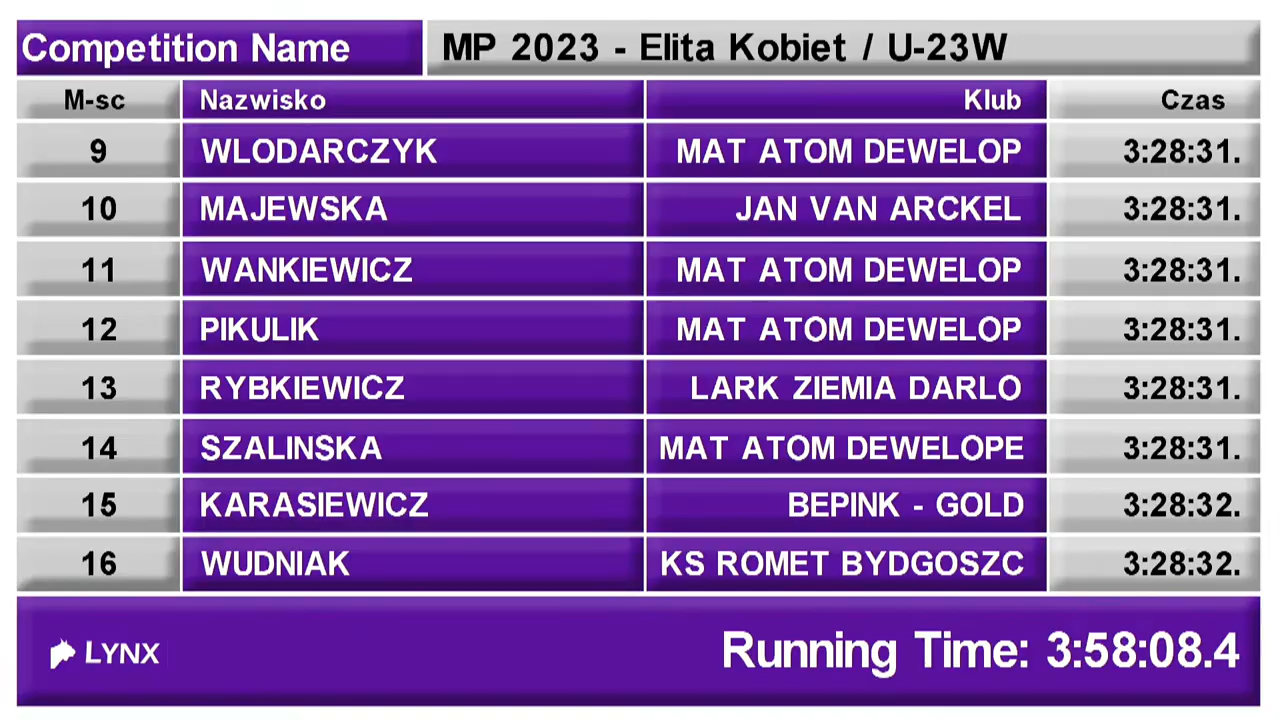 Competition Name MP 2023 - Elita Kobiet / U-23W
M-sc Nazwisko Klub Czas
9 WLODARCZYK MAT ATOM DEWELOP 3:28:31.
10 MAJEWSKA JAN VAN ARCKEL 3:28:31.
11 WANKIEWICZ MAT ATOM DEWELOP 3:28:31.
12 PIKULIK MAT ATOM DEWELOP 3:28:31.
13 RYBKIEWICZ LARK ZIEMIA DARLO 3:28:31.
14 SZALINSKA MAT ATOM DEWELOPE 3:28:31.
15 KARASIEWICZ BEPINK - GOLD 3:28:32.
16 WUDNIAK KS ROMET BYDGOSZC 3:28:32.
LYNX Running Time: 3:58:08.4